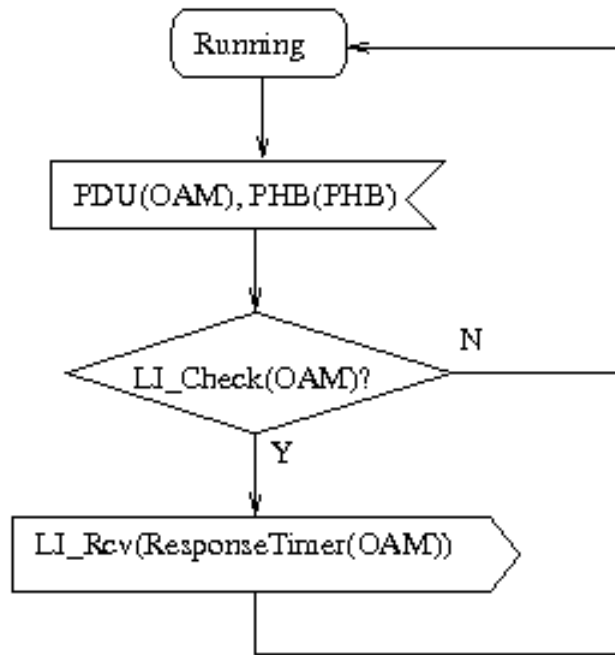 Running
PDU(OAM), PHB(PHB)
LI_Check(OAM)?
N
Y
LI_Rcv(ResponseTimer(OAM))